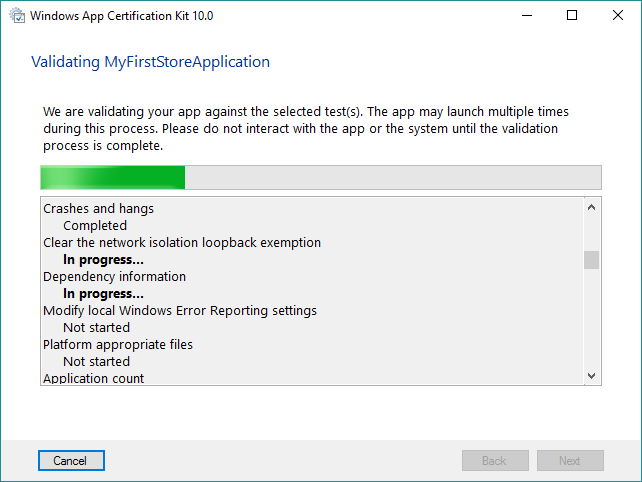 Windows App Certification Kit 10.0
Validating MyFirstStoreApplication
We are validating your app against the selected test(s). The app may launch multiple times
during this process. Please do not interact with the app or the system until the validation
process is complete.
Crashes and hangs
Completed
Clear the network isolation loopback exemption
In progress...
Dependency information
In progress...
Modify local Windows Error Reporting settings
Not started
Platform appropriate files
Not started
Application count
Cancel
Back
Next